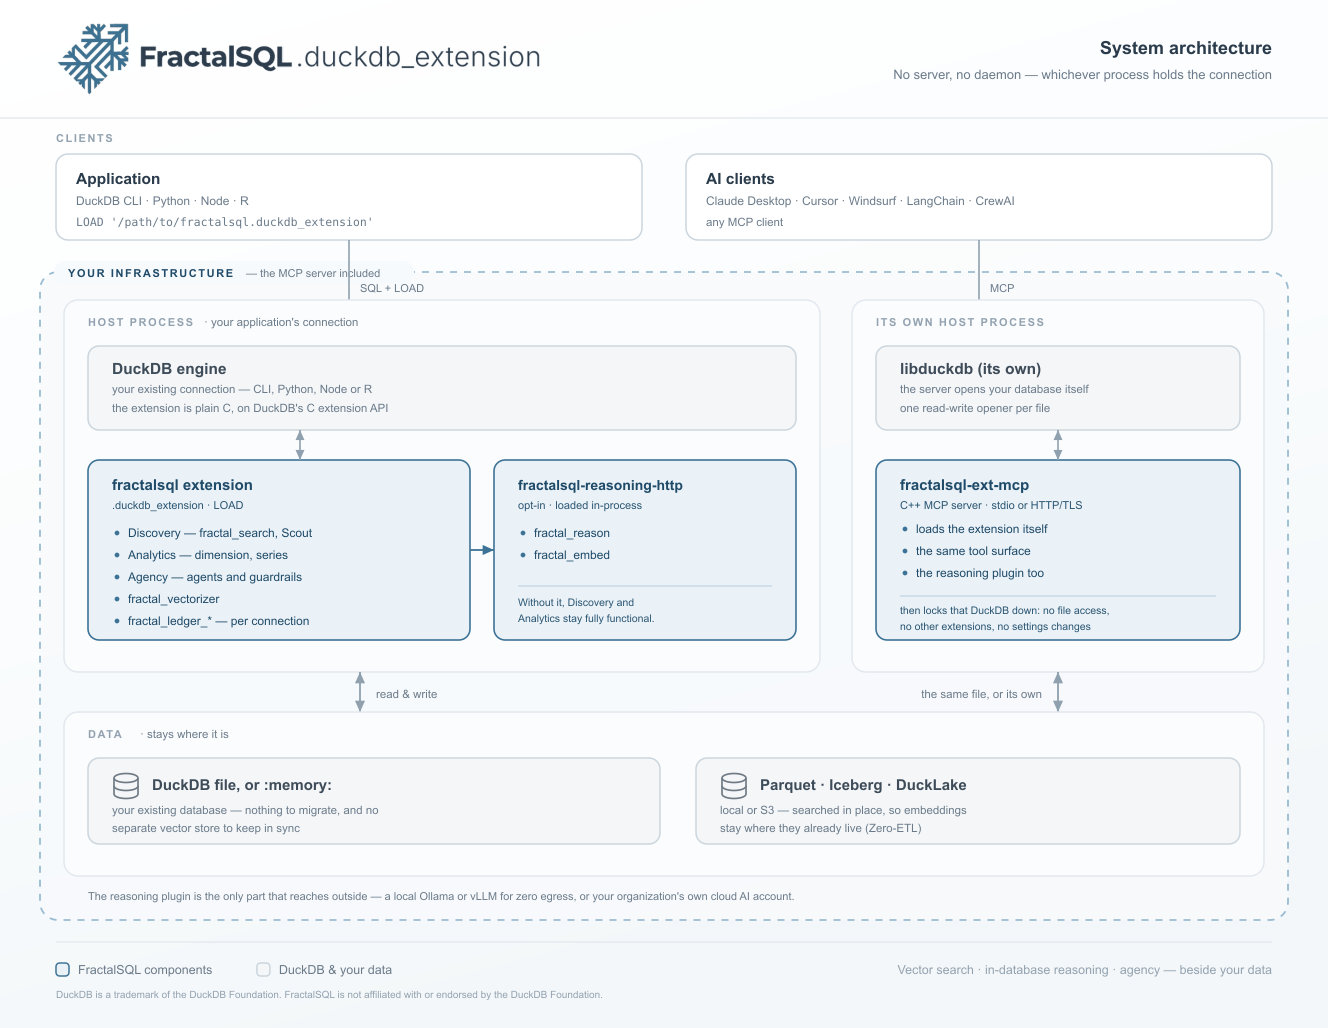 FractalSQL.duckdb_extension
System architecture
No server, no daemon — whichever process holds the connection
CLIENTS
Application
DuckDB CLI · Python · Node · R
LOAD '/path/to/fractalsql.duckdb_extension'
AI clients
Claude Desktop · Cursor · Windsurf · LangChain · CrewAI
any MCP client
YOUR INFRASTRUCTURE — the MCP server included
SQL + LOAD
MCP
HOST PROCESS · your application's connection
DuckDB engine
your existing connection — CLI, Python, Node or R
the extension is plain C, on DuckDB's C extension API
fractalsql extension
.duckdb_extension · LOAD
• Discovery — fractal_search, Scout
• Analytics — dimension, series
• Agency — agents and guardrails
• fractal_vectorizer
• fractal_ledger_* — per connection
fractalsql-reasoning-http
opt-in · loaded in-process
• fractal_reason
• fractal_embed
Without it, Discovery and
Analytics stay fully functional.
ITS OWN HOST PROCESS
libduckdb (its own)
the server opens your database itself
one read-write opener per file
fractalsql-ext-mcp
C++ MCP server · stdio or HTTP/TLS
• loads the extension itself
• the same tool surface
• the reasoning plugin too
then locks that DuckDB down: no file access,
no other extensions, no settings changes
read & write
the same file, or its own
DATA · stays where it is
DuckDB file, or :memory:
your existing database — nothing to migrate, and no
separate vector store to keep in sync
Parquet · Iceberg · DuckLake
local or S3 — searched in place, so embeddings
stay where they already live (Zero-ETL)
The reasoning plugin is the only part that reaches outside — a local Ollama or vLLM for zero egress, or your organization's own cloud AI account.
FractalSQL components
DuckDB & your data
Vector search · in-database reasoning · agency — beside your data
DuckDB is a trademark of the DuckDB Foundation. FractalSQL is not affiliated with or endorsed by the DuckDB Foundation.